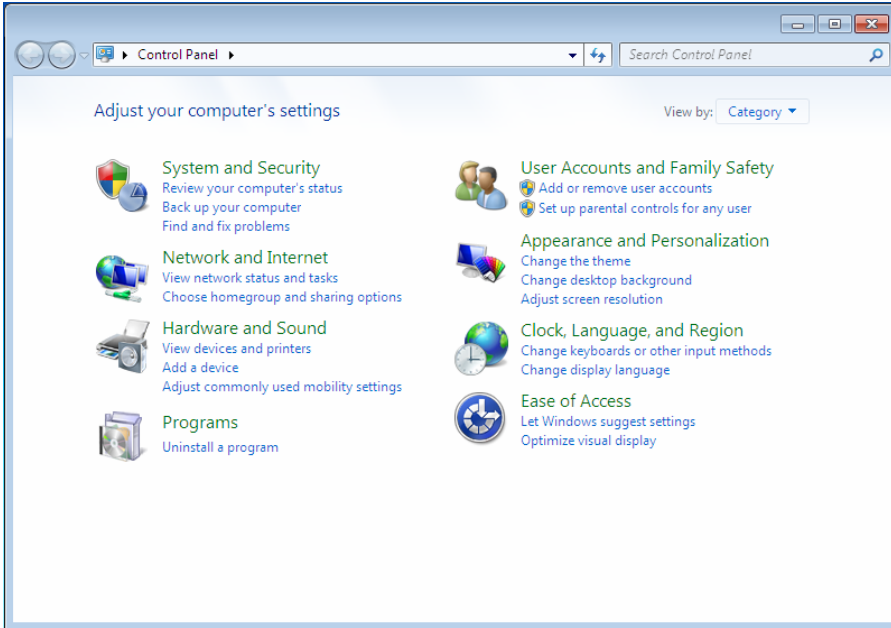 Control Panel
Search Control Panel
Adjust your computer's settings
View by: Category
System and Security
Review your computer's status
Back up your computer
Find and fix problems
Network and Internet
View network status and tasks
Choose homegroup and sharing options
Hardware and Sound
View devices and printers
Add a device
Adjust commonly used mobility settings
Programs
Uninstall a program
User Accounts and Family Safety
Add or remove user accounts
Set up parental controls for any user
Appearance and Personalization
Change the theme
Change desktop background
Adjust screen resolution
Clock, Language, and Region
Change keyboards or other input methods
Change display language
Ease of Access
Let Windows suggest settings
Optimize visual display